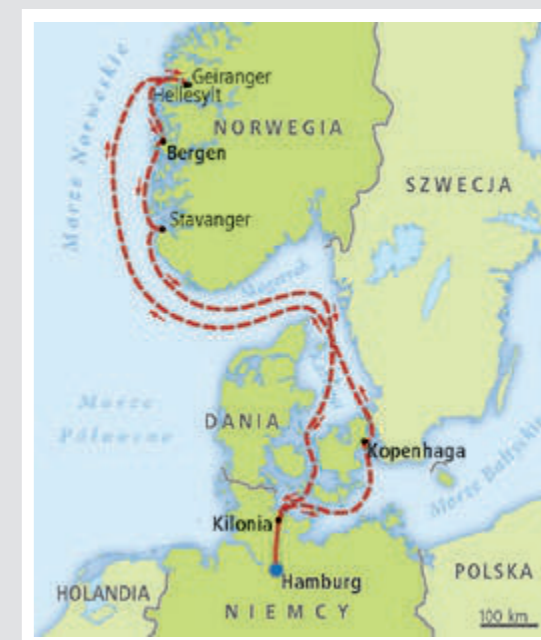 Geiranger
Hellesylt
NORWEGIA
Morze Norweskie
Bergen
SZWECJA
Stavanger
Skagerrak
Morze
Północne
DANIA
Kopenhaga
Morze Bałtyckie
Kilonia
Hamburg
POLSKA
HOLANDIA
NIEMCY
100 km